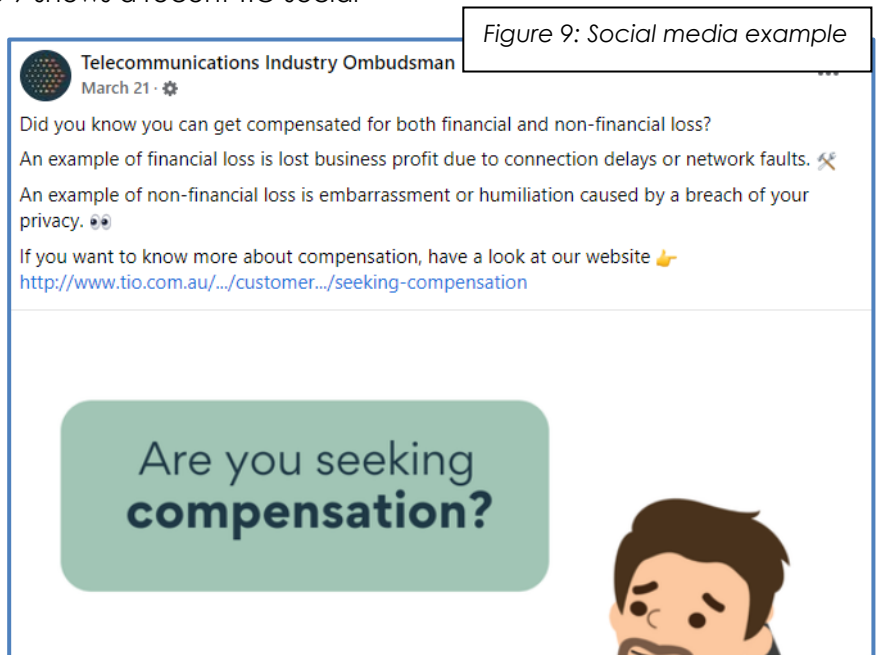 Figure 9: Social media example
Telecommunications Industry Ombudsman
March 21 ·
Did you know you can get compensated for both financial and non-financial loss?
An example of financial loss is lost business profit due to connection delays or network faults. 🛠️
An example of non-financial loss is embarrassment or humiliation caused by a breach of your
privacy. 👀
If you want to know more about compensation, have a look at our website 👉
http://www.tio.com.au/.../customer.../seeking-compensation
Are you seeking
compensation?